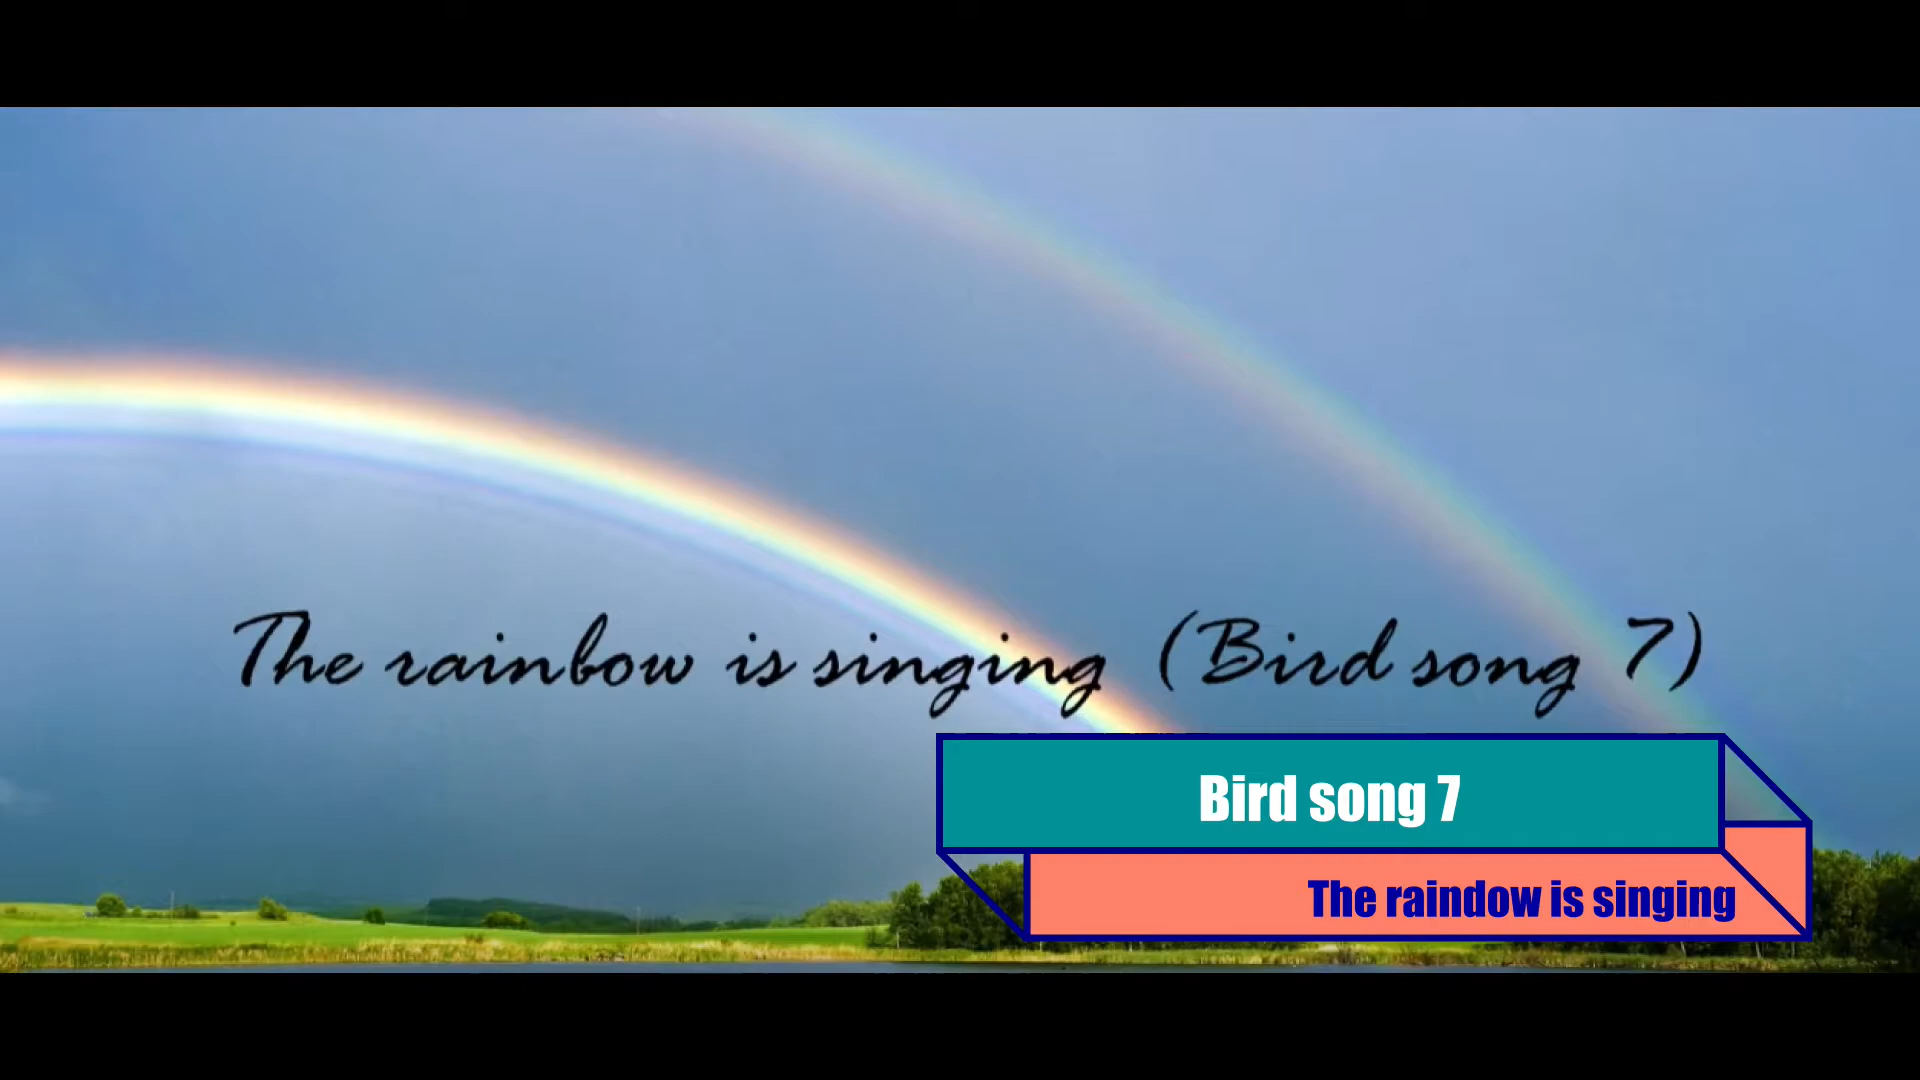 The rainbow is singing (Bird song 7)
Bird song 7
The raindow is singing